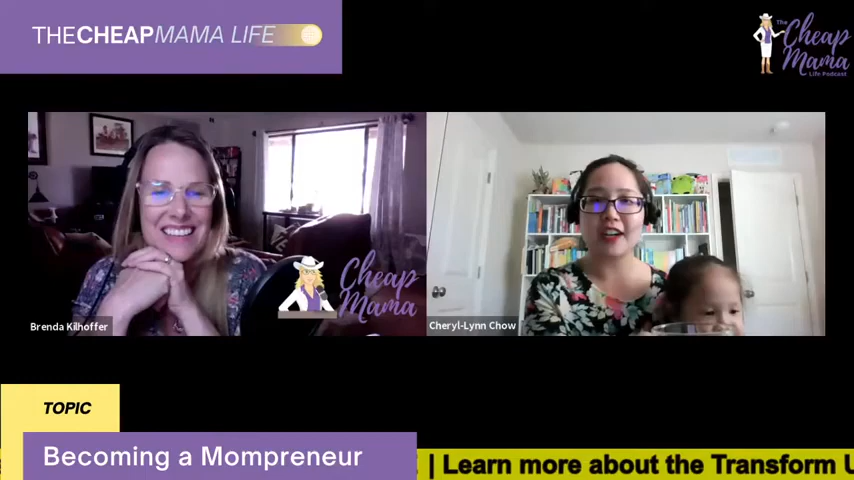 THECHEAPMAMA LIFE
The
Cheap
Mama
Life Podcast
Cheap
Mama
Brenda Kilhoffer
Cheryl-Lynn Chow
TOPIC
Becoming a Mompreneur
| Learn more about the Transform U